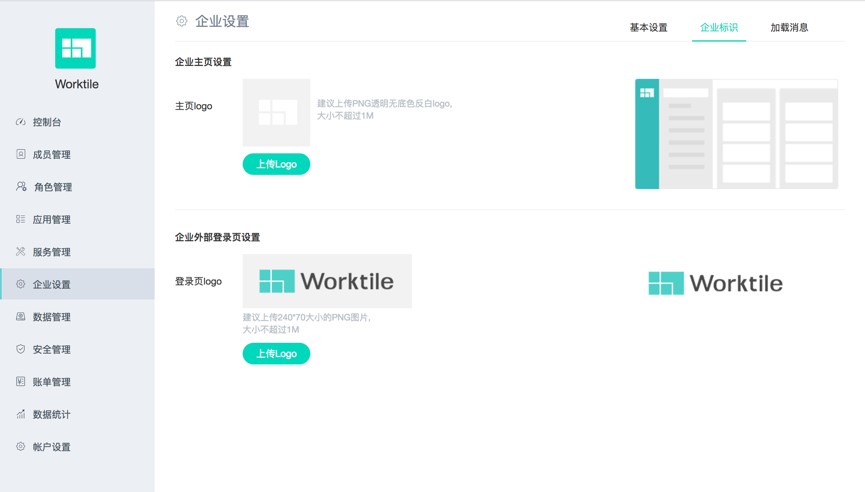 Worktile
控制台
成员管理
角色管理
应用管理
服务管理
企业设置
数据管理
安全管理
账单管理
数据统计
帐户设置
企业设置
基本设置
企业标识
加载消息
企业主页设置
主页logo
建议上传PNG透明无底色反白logo,
大小不超过1M
上传Logo
企业外部登录页设置
登录页logo
Worktile
建议上传240*70大小的PNG图片,
大小不超过1M
上传Logo
Worktile